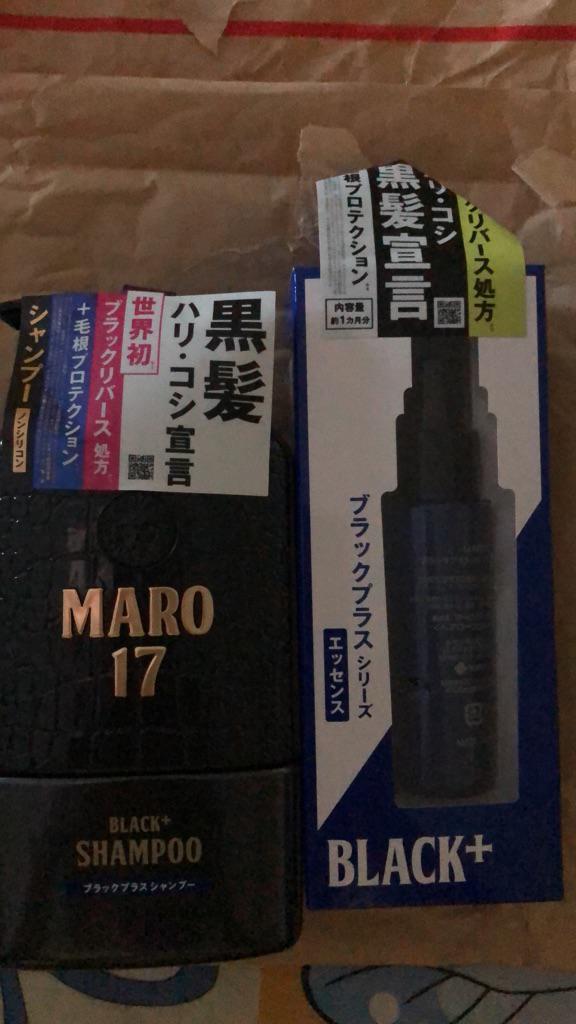 黒髪
ハリ・コシ宣言
世界初
ブラックリバース処方
+毛根プロテクション
シャンプー
ノンシリコン
MARO
17
BLACK+
SHAMPOO
ブラックプラスシャンプー
リバース処方
リ・コシ
黒髪宣言
根プロテクション
内容量
約1カ月分
ブラックプラスシリーズ
エッセンス
BLACK+